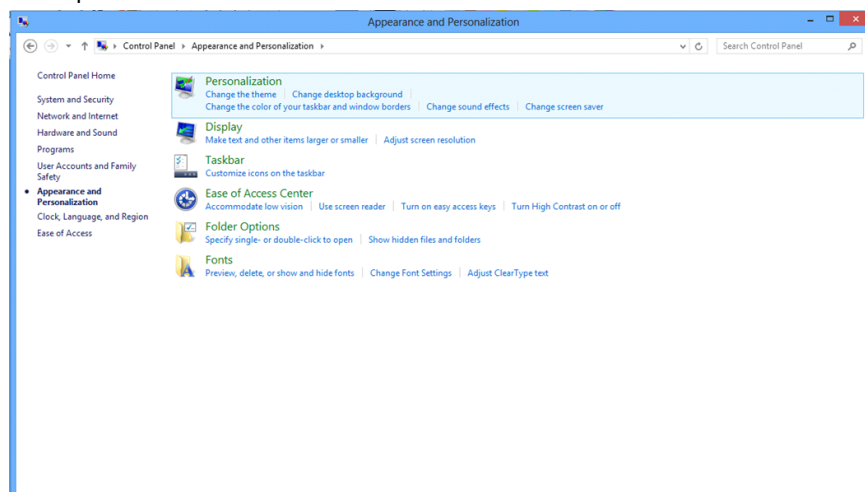 Appearance and Personalization
Control Panel Appearance and Personalization
Search Control Panel
Control Panel Home
System and Security
Network and Internet
Hardware and Sound
Programs
User Accounts and Family
Safety
Appearance and
Personalization
Clock, Language, and Region
Ease of Access
Personalization
Change the theme Change desktop background
Change the color of your taskbar and window borders Change sound effects Change screen saver
Display
Make text and other items larger or smaller Adjust screen resolution
Taskbar
Customize icons on the taskbar
Ease of Access Center
Accommodate low vision Use screen reader Turn on easy access keys Turn High Contrast on or off
Folder Options
Specify single- or double-click to open Show hidden files and folders
Fonts
Preview, delete, or show and hide fonts Change Font Settings Adjust ClearType text